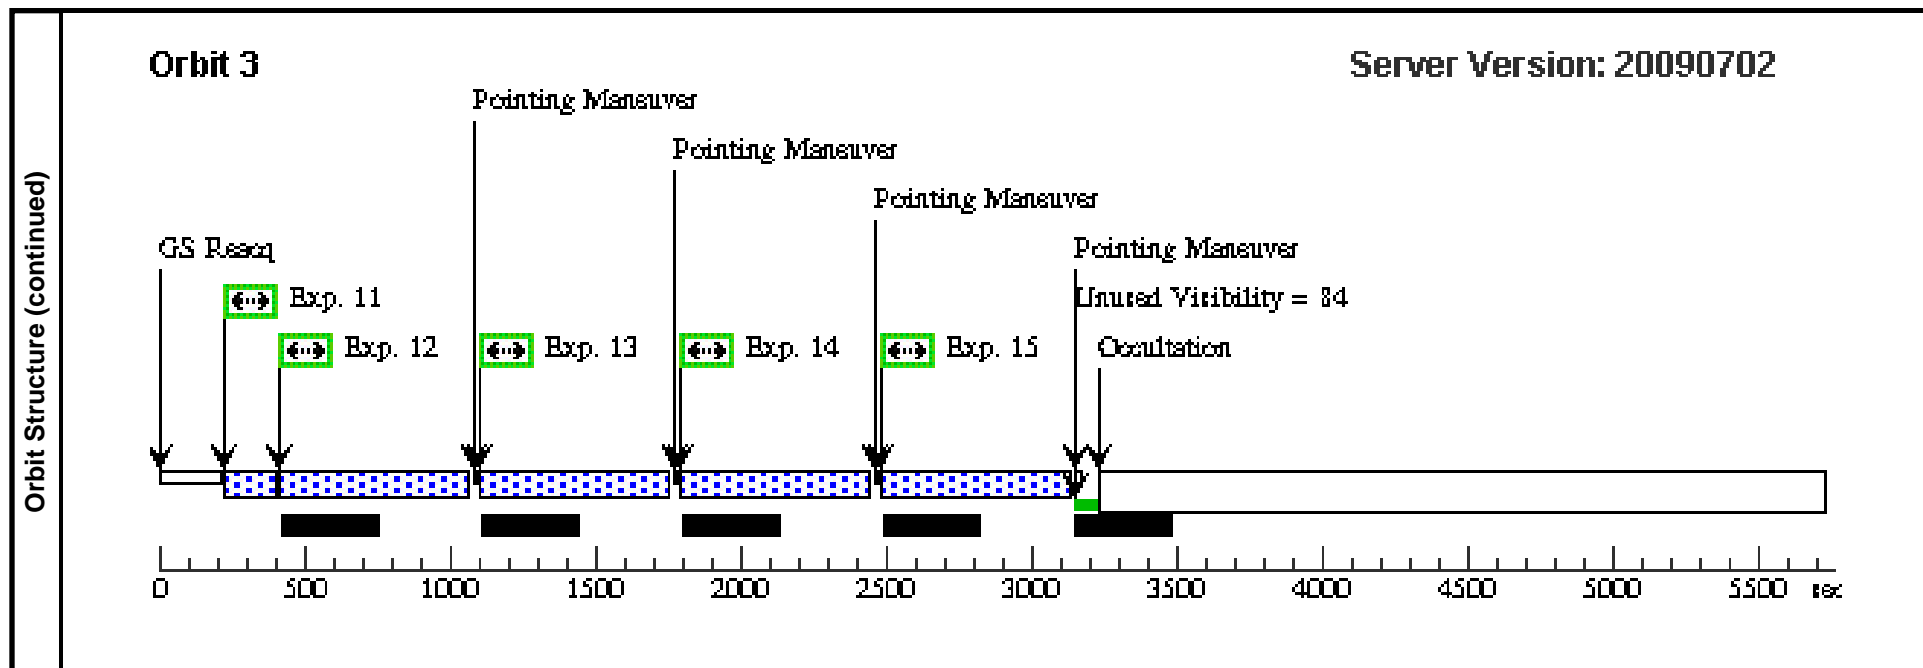 Orbit Structure (continued)
Orbit 3
Server Version: 20090702
Pointing Maneuver
Pointing Maneuver
Pointing Maneuver
GS Reacq
Pointing Maneuver
Exp. 11
Unused Visibility = 84
Exp. 12
Exp. 13
Exp. 14
Exp. 15
Occultation
0 500 1000 1500 2000 2500 3000 3500 4000 4500 5000 5500 sec